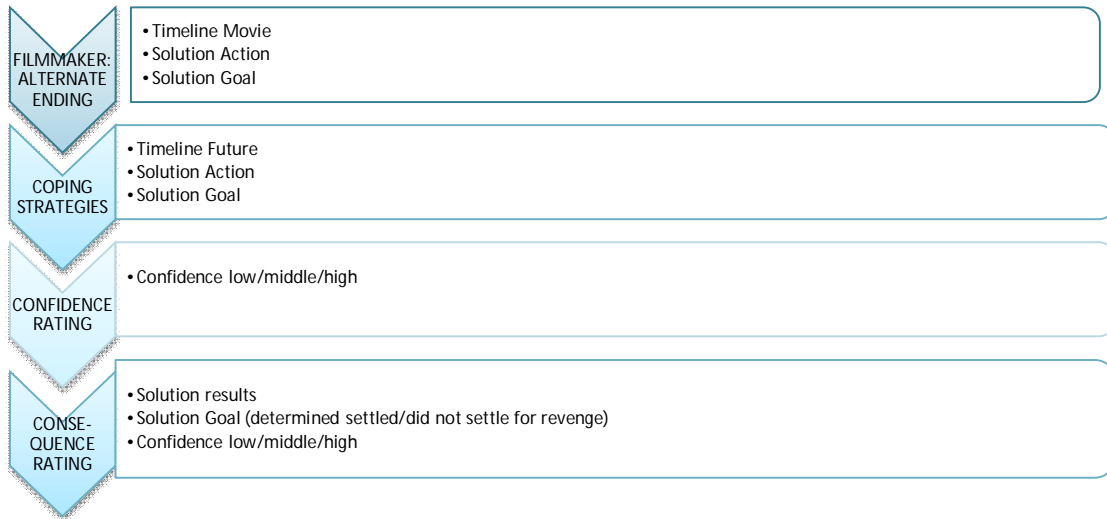 FILMMAKER:
ALTERNATE
ENDING
•Timeline Movie
•Solution Action
•Solution Goal
COPING
STRATEGIES
•Timeline Future
•Solution Action
•Solution Goal
CONFIDENCE
RATING
•Confidence low/middle/high
CONSE-
QUENCE
RATING
•Solution results
•Solution Goal (determined settled/did not settle for revenge)
•Confidence low/middle/high